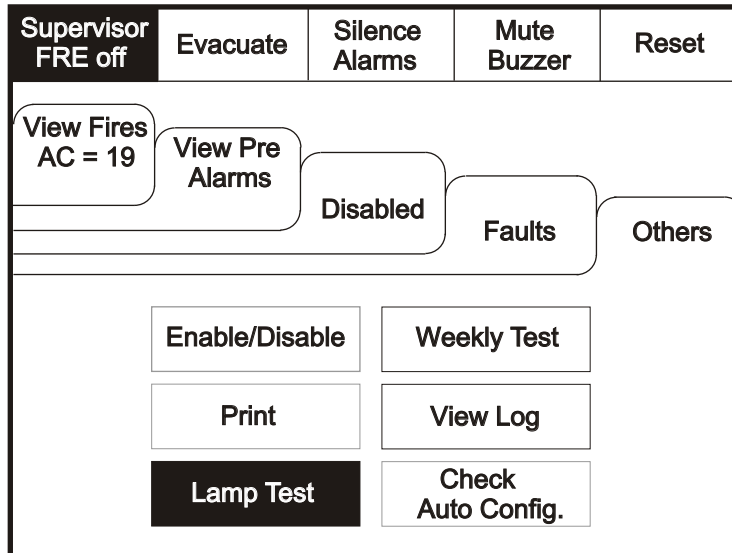 Supervisor
FRE off
Evacuate
Silence
Alarms
Mute
Buzzer
Reset
View Fires
AC = 19
View Pre
Alarms
Disabled
Faults
Others
Enable/Disable
Weekly Test
Print
View Log
Lamp Test
Check
Auto Config.